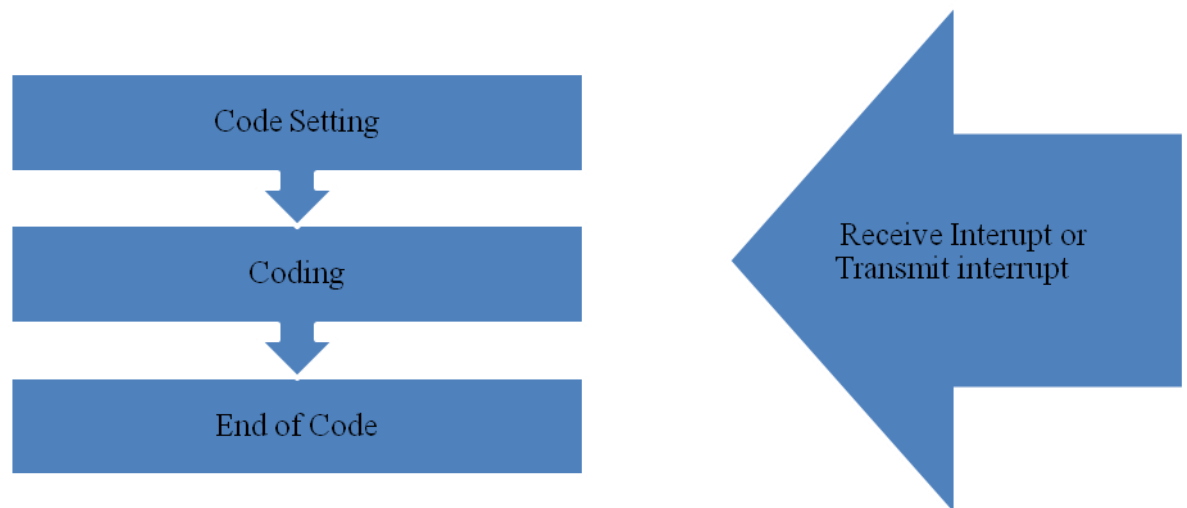 Code Setting
Coding
End of Code
Receive Interupt or
Transmit interrupt